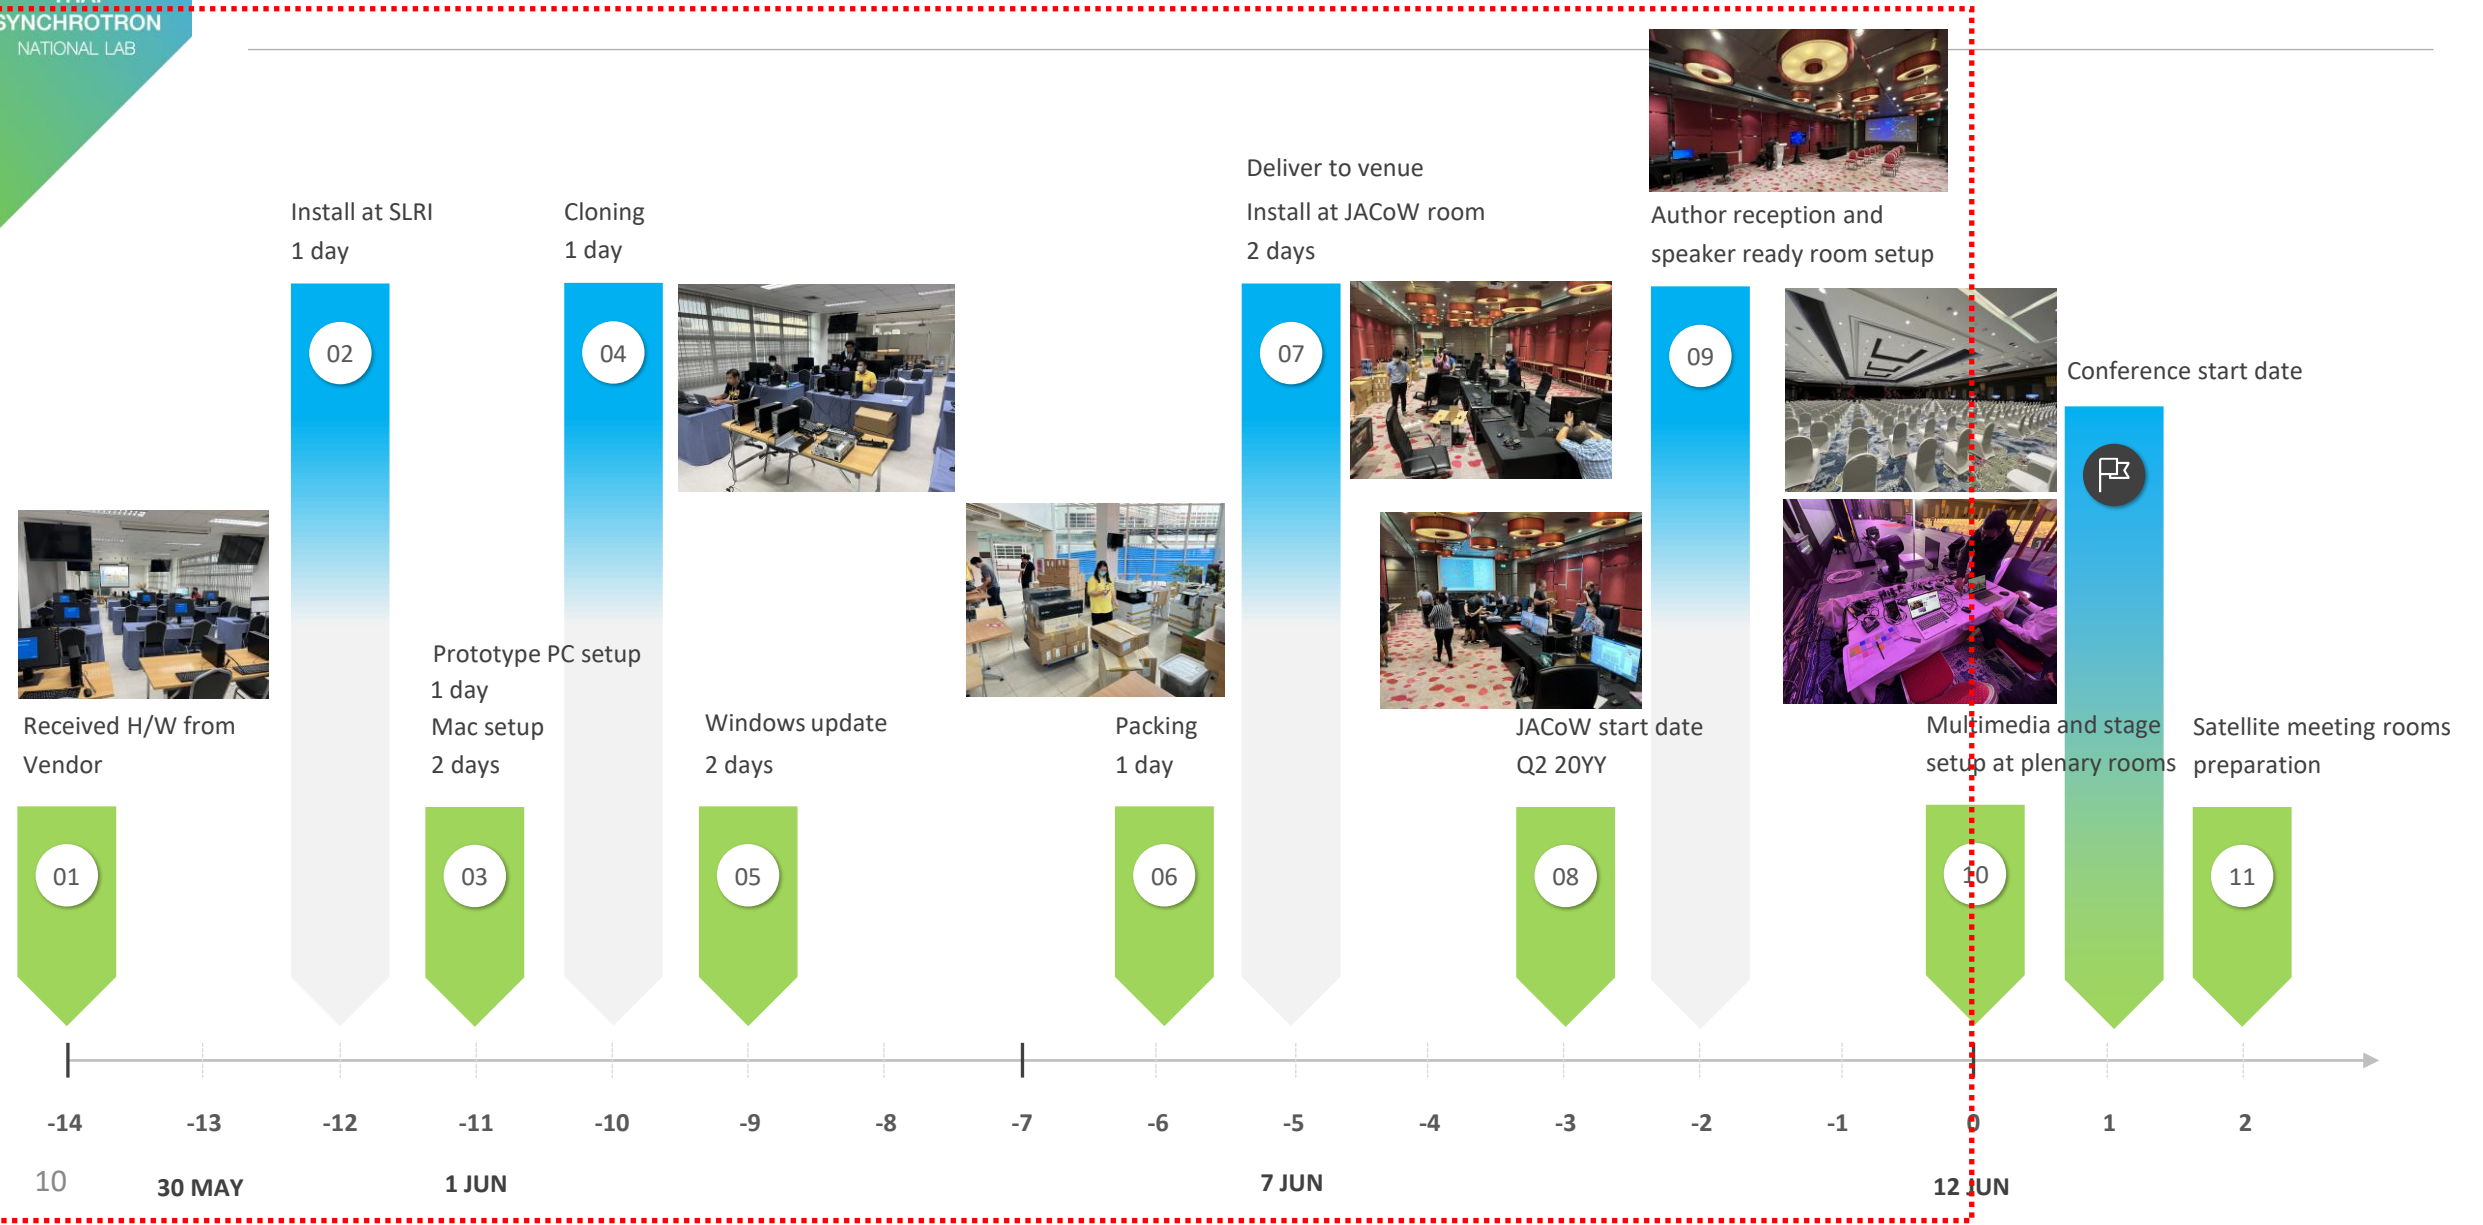 SYNCHROTRON
NATIONAL LAB
Install at SLRI
1 day
Cloning
1 day
Deliver to venue
Install at JACoW room
2 days
Author reception and
speaker ready room setup
02
04
07
09
Conference start date
Prototype PC setup
1 day
Mac setup
2 days
Received H/W from
Vendor
Windows update
2 days
Packing
1 day
JACoW start date
Q2 20YY
Multimedia and stage
setup at plenary rooms
Satellite meeting rooms
preparation
01
03
05
06
08
10
11
-14
-13
-12
-11
-10
-9
-8
-7
-6
-5
-4
-3
-2
-1
0
1
2
10
30 MAY
1 JUN
7 JUN
12 JUN